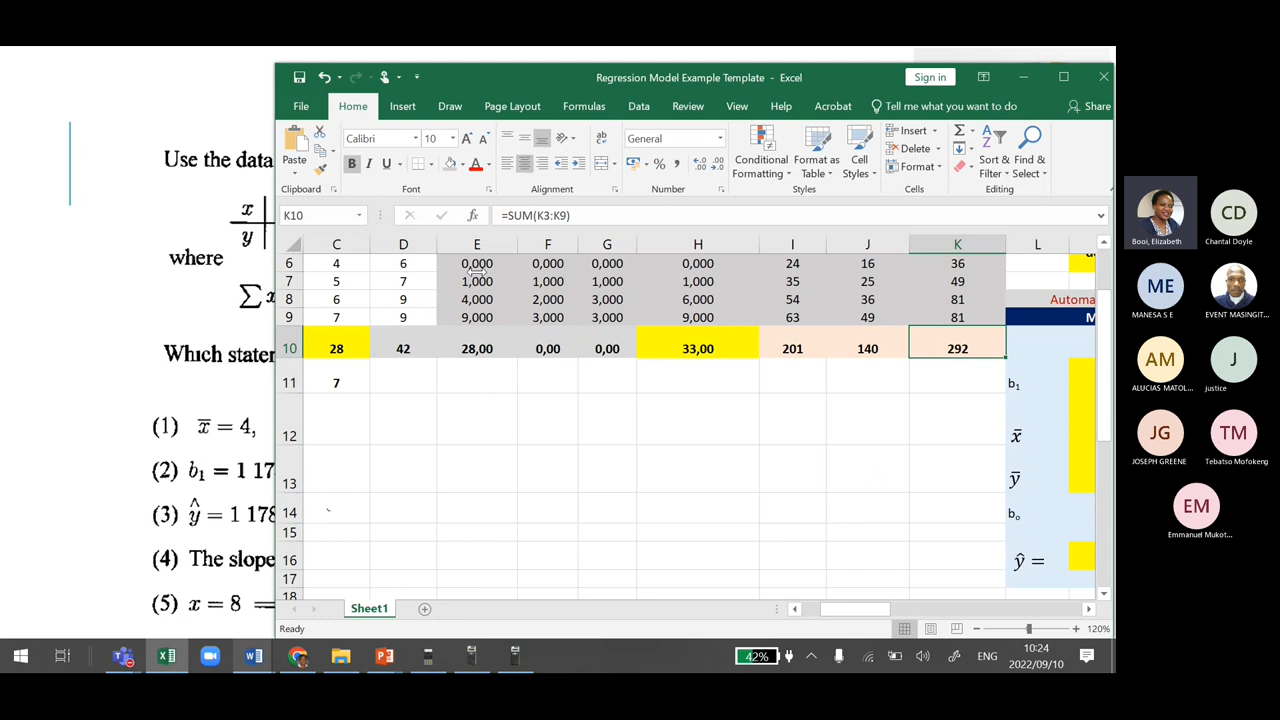 Regression Model Example Template - Excel
Sign in
File Home Insert Draw Page Layout Formulas Data Review View Help Acrobat Tell me what you want to do Share
Paste
Calibri 10 General
B I U A
Conditional Formatting
Format as Table
Cell Styles
Insert
Delete
Format
Sort & Filter
Find & Select
Clipboard Font Alignment Number Styles Cells Editing
K10 fx =SUM(K3:K9)
C D E F G H I J K L
6 4 6 0,000 0,000 0,000 0,000 24 16 36
7 5 7 1,000 1,000 1,000 1,000 35 25 49
8 6 9 4,000 2,000 3,000 6,000 54 36 81 Automa
9 7 9 9,000 3,000 3,000 9,000 63 49 81 M
10 28 42 28,00 0,00 0,00 33,00 201 140 292
11 7 b₁
12 x̄
13 ȳ
14 bₒ
15
16 ŷ =
17
18
Sheet1
Ready 120%
Use the data
x
y
where
∑ x
Which staten
(1) x̄ = 4,
(2) b₁ = 1 17
(3) ŷ = 1 178
(4) The slope
(5) x = 8 =
42% ENG 10:24
2022/09/10
Booi, Elizabeth
CD Chantal Doyle
ME MANESA S E
EVENT MASINGIT...
AM ALUCIAS MATOL...
J justice
JG JOSEPH GREENE
TM Tebatso Mofokeng
EM Emmanuel Mukot...